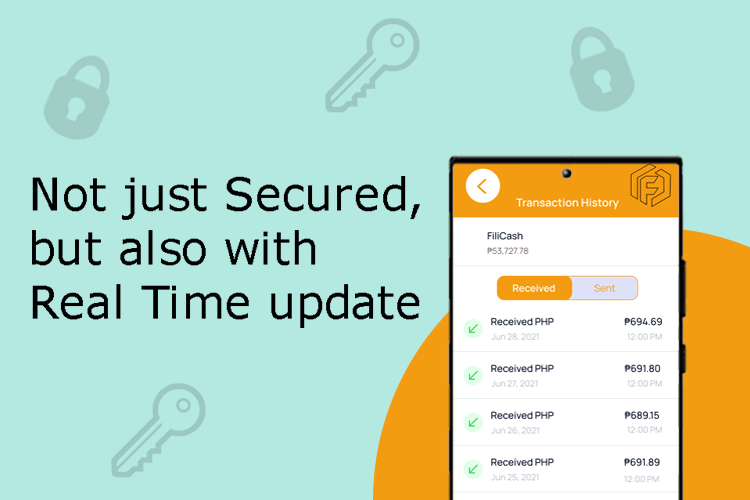 Not just Secured,
but also with
Real Time update
Transaction History
FiliCash
₱53,727.78
Received Sent
Received PHP ₱694.69
Jun 28, 2021 12:00 PM
Received PHP ₱691.80
Jun 27, 2021 12:00 PM
Received PHP ₱689.15
Jun 26, 2021 12:00 PM
Received PHP ₱691.89
Jun 25, 2021 12:00 PM